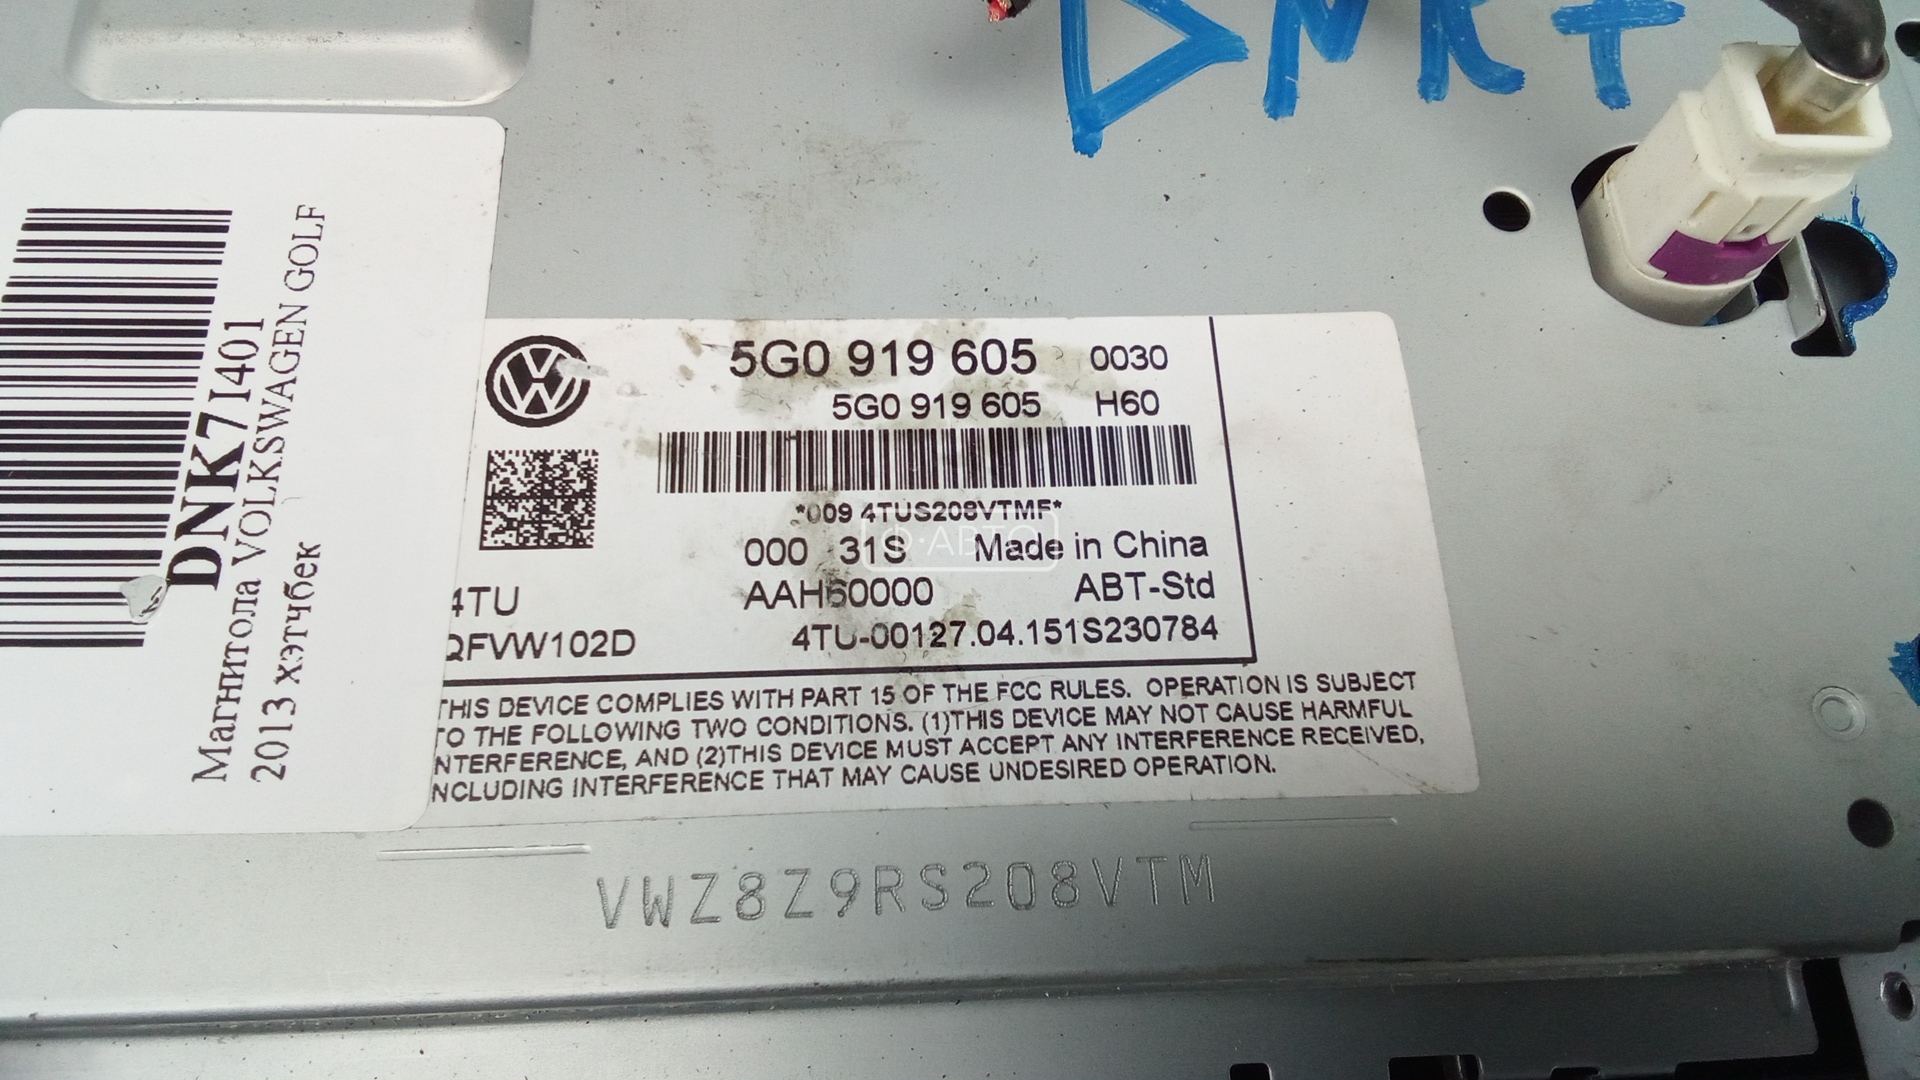 DNK7I401
Магнитола VOLKSWAGEN GOLF
2013 хэтчбек
5G0 919 605 0030
5G0 919 605 H60
*009 4TUS208VTMF*
000 31S Made in China
4TU AAH60000 ABT-Std
QFVW102D 4TU-00127.04.151S230784
THIS DEVICE COMPLIES WITH PART 15 OF THE FCC RULES. OPERATION IS SUBJECT
TO THE FOLLOWING TWO CONDITIONS. (1)THIS DEVICE MAY NOT CAUSE HARMFUL
INTERFERENCE, AND (2)THIS DEVICE MUST ACCEPT ANY INTERFERENCE RECEIVED,
INCLUDING INTERFERENCE THAT MAY CAUSE UNDESIRED OPERATION.
VWZ8Z9RS208VTM